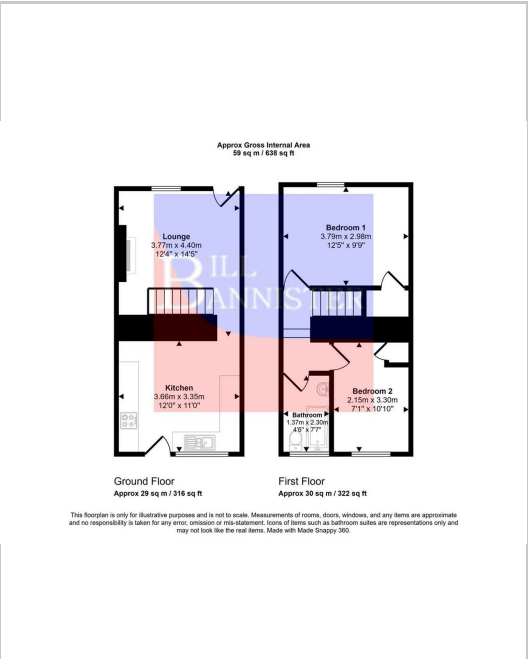 Approx Gross Internal Area
59 sq m / 638 sq ft
Lounge
3.77m x 4.40m
12'4" x 14'5"
Kitchen
3.66m x 3.35m
12'0" x 11'0"
Bedroom 1
3.79m x 2.98m
12'5" x 9'9"
Bedroom 2
2.15m x 3.30m
7'1" x 10'10"
Bathroom
1.37m x 2.30m
4'6" x 7'7"
BILL
BANNISTER
Ground Floor
Approx 29 sq m / 316 sq ft
First Floor
Approx 30 sq m / 322 sq ft
This floorplan is only for illustrative purposes and is not to scale. Measurements of rooms, doors, windows, and any items are approximate
and no responsibility is taken for any error, omission or mis-statement. Icons of items such as bathroom suites are representations only and
may not look like the real items. Made with Made Snappy 360.